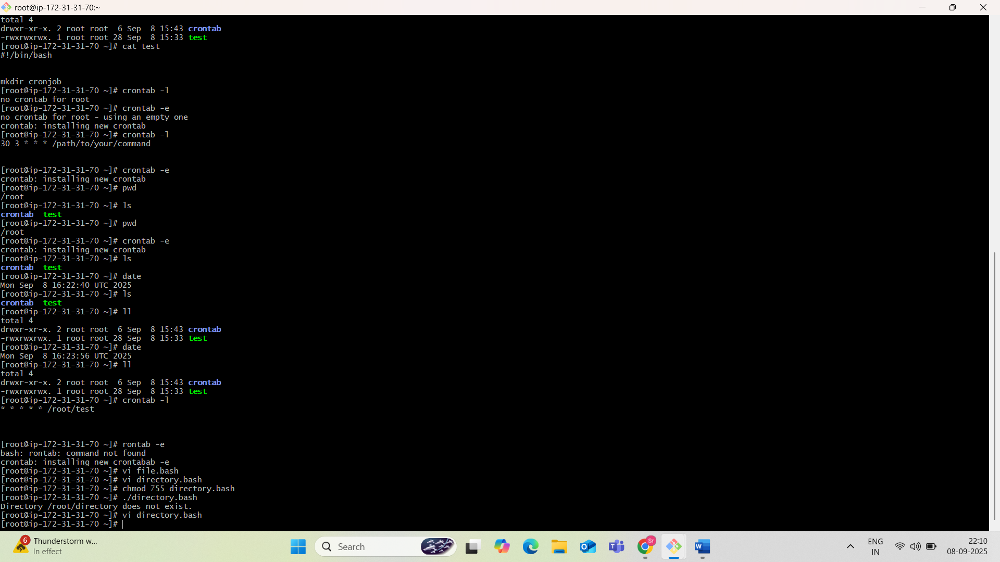 root@ip-172-31-31-70:~
total 4
drwxr-xr-x. 2 root root  6 Sep  8 15:43 crontab
-rwxrwxrwx. 1 root root 28 Sep  8 15:33 test
[root@ip-172-31-31-70 ~]# cat test
#!/bin/bash
mkdir cronjob
[root@ip-172-31-31-70 ~]# crontab -l
no crontab for root
[root@ip-172-31-31-70 ~]# crontab -e
no crontab for root - using an empty one
crontab: installing new crontab
[root@ip-172-31-31-70 ~]# crontab -l
30 3 * * * /path/to/your/command
[root@ip-172-31-31-70 ~]# crontab -e
crontab: installing new crontab
[root@ip-172-31-31-70 ~]# pwd
/root
[root@ip-172-31-31-70 ~]# ls
crontab  test
[root@ip-172-31-31-70 ~]# pwd
/root
[root@ip-172-31-31-70 ~]# crontab -e
crontab: installing new crontab
[root@ip-172-31-31-70 ~]# ls
crontab  test
[root@ip-172-31-31-70 ~]# date
Mon Sep  8 16:22:40 UTC 2025
[root@ip-172-31-31-70 ~]# ls
crontab  test
[root@ip-172-31-31-70 ~]# ll
total 4
drwxr-xr-x. 2 root root  6 Sep  8 15:43 crontab
-rwxrwxrwx. 1 root root 28 Sep  8 15:33 test
[root@ip-172-31-31-70 ~]# date
Mon Sep  8 16:23:56 UTC 2025
[root@ip-172-31-31-70 ~]# ll
total 4
drwxr-xr-x. 2 root root  6 Sep  8 15:43 crontab
-rwxrwxrwx. 1 root root 28 Sep  8 15:33 test
[root@ip-172-31-31-70 ~]# crontab -l
* * * * * /root/test
[root@ip-172-31-31-70 ~]# rontab -e
bash: rontab: command not found
crontab: installing new crontabab -e
[root@ip-172-31-31-70 ~]# vi file.bash
[root@ip-172-31-31-70 ~]# vi directory.bash
[root@ip-172-31-31-70 ~]# chmod 755 directory.bash
[root@ip-172-31-31-70 ~]# ./directory.bash
Directory /root/directory does not exist.
[root@ip-172-31-31-70 ~]# vi directory.bash
[root@ip-172-31-31-70 ~]#
6
Thunderstorm w...
In effect
Search
Sr
ENG
IN
22:10
08-09-2025